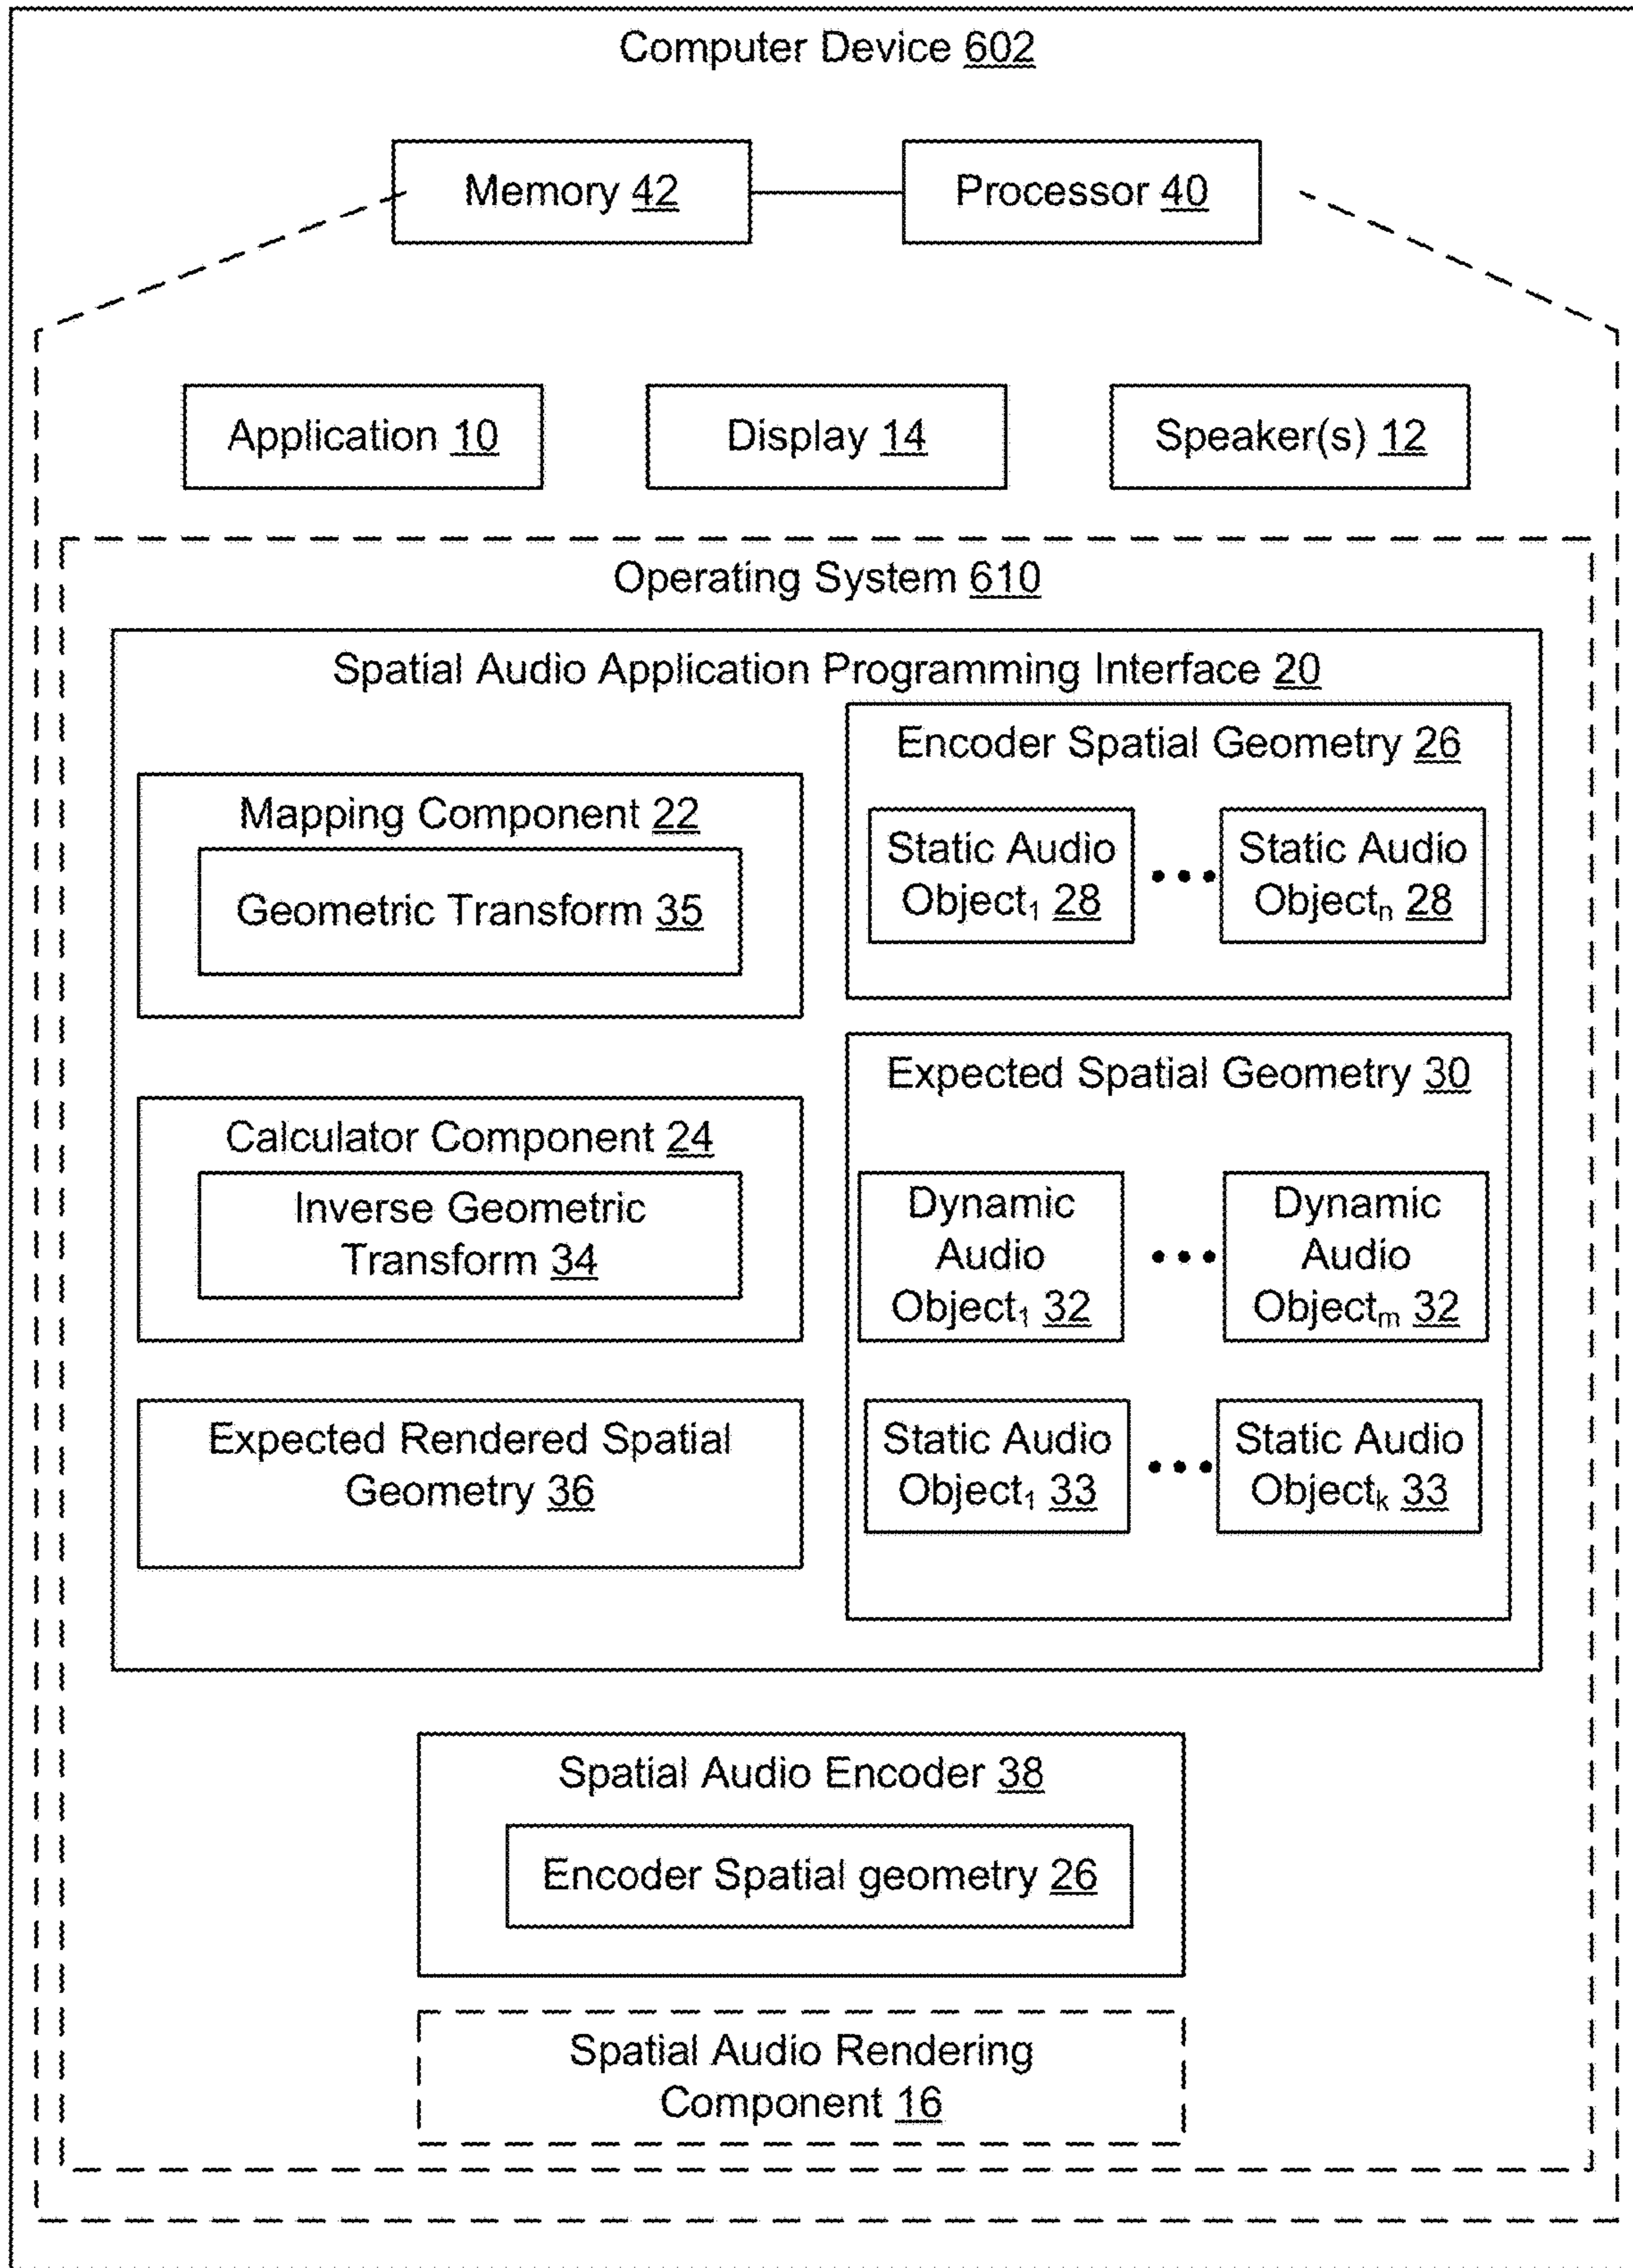 Computer Device 602
Memory 42
Processor 40
Application 10
Display 14
Speaker(s) 12
Operating System 610
Spatial Audio Application Programming Interface 20
Mapping Component 22
Geometric Transform 35
Encoder Spatial Geometry 26
Static Audio
Object₁ 28
•••
Static Audio
Objectₙ 28
Calculator Component 24
Inverse Geometric
Transform 34
Expected Rendered Spatial
Geometry 36
Expected Spatial Geometry 30
Dynamic
Audio
Object₁ 32
•••
Dynamic
Audio
Objectₘ 32
Static Audio
Object₁ 33
•••
Static Audio
Objectₖ 33
Spatial Audio Encoder 38
Encoder Spatial geometry 26
Spatial Audio Rendering
Component 16